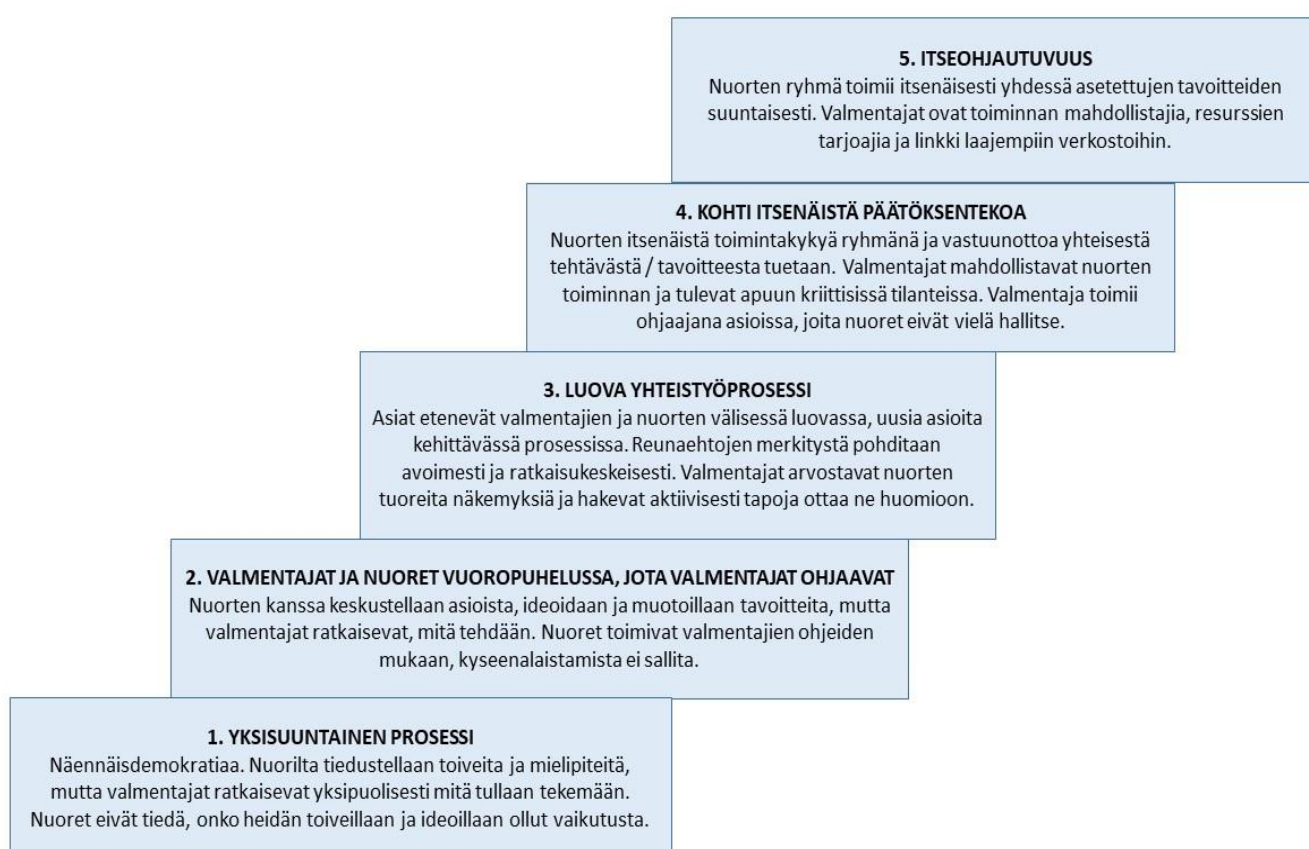 5. ITSEOHJAUTUVUUS
Nuorten ryhmä toimii itsenäisesti yhdessä asetettujen tavoitteiden
suuntaisesti. Valmentajat ovat toiminnan mahdollistajia, resurssien
tarjoajia ja linkki laajempiin verkostoihin.
4. KOHTI ITSENÄISTÄ PÄÄTÖKSENTEKOA
Nuorten itsenäistä toimintakykyä ryhmänä ja vastuunottoa yhteisestä
tehtävästä / tavoitteesta tuetaan. Valmentajat mahdollistavat nuorten
toiminnan ja tulevat apuun kriittisissä tilanteissa. Valmentaja toimii
ohjaajana asioissa, joita nuoret eivät vielä hallitse.
3. LUOVA YHTEISTYÖPROSESSI
Asiat etenevät valmentajien ja nuorten välisessä luovassa, uusia asioita
kehittävässä prosessissa. Reunaehtojen merkitystä pohditaan
avoimesti ja ratkaisukeskeisesti. Valmentajat arvostavat nuorten
tuoreita näkemyksiä ja hakevat aktiivisesti tapoja ottaa ne huomioon.
2. VALMENTAJAT JA NUORET VUOROPUHELUSSA, JOTA VALMENTAJAT OHJAAVAT
Nuorten kanssa keskustellaan asioista, ideoidaan ja muotoillaan tavoitteita, mutta
valmentajat ratkaisevat, mitä tehdään. Nuoret toimivat valmentajien ohjeiden
mukaan, kyseenalaistamista ei sallita.
1. YKSISUUNTAINEN PROSESSI
Näennäisdemokratiaa. Nuorilta tiedustellaan toiveita ja mielipiteitä,
mutta valmentajat ratkaisevat yksipuolisesti mitä tullaan tekemään.
Nuoret eivät tiedä, onko heidän toiveillaan ja ideoillaan ollut vaikutusta.